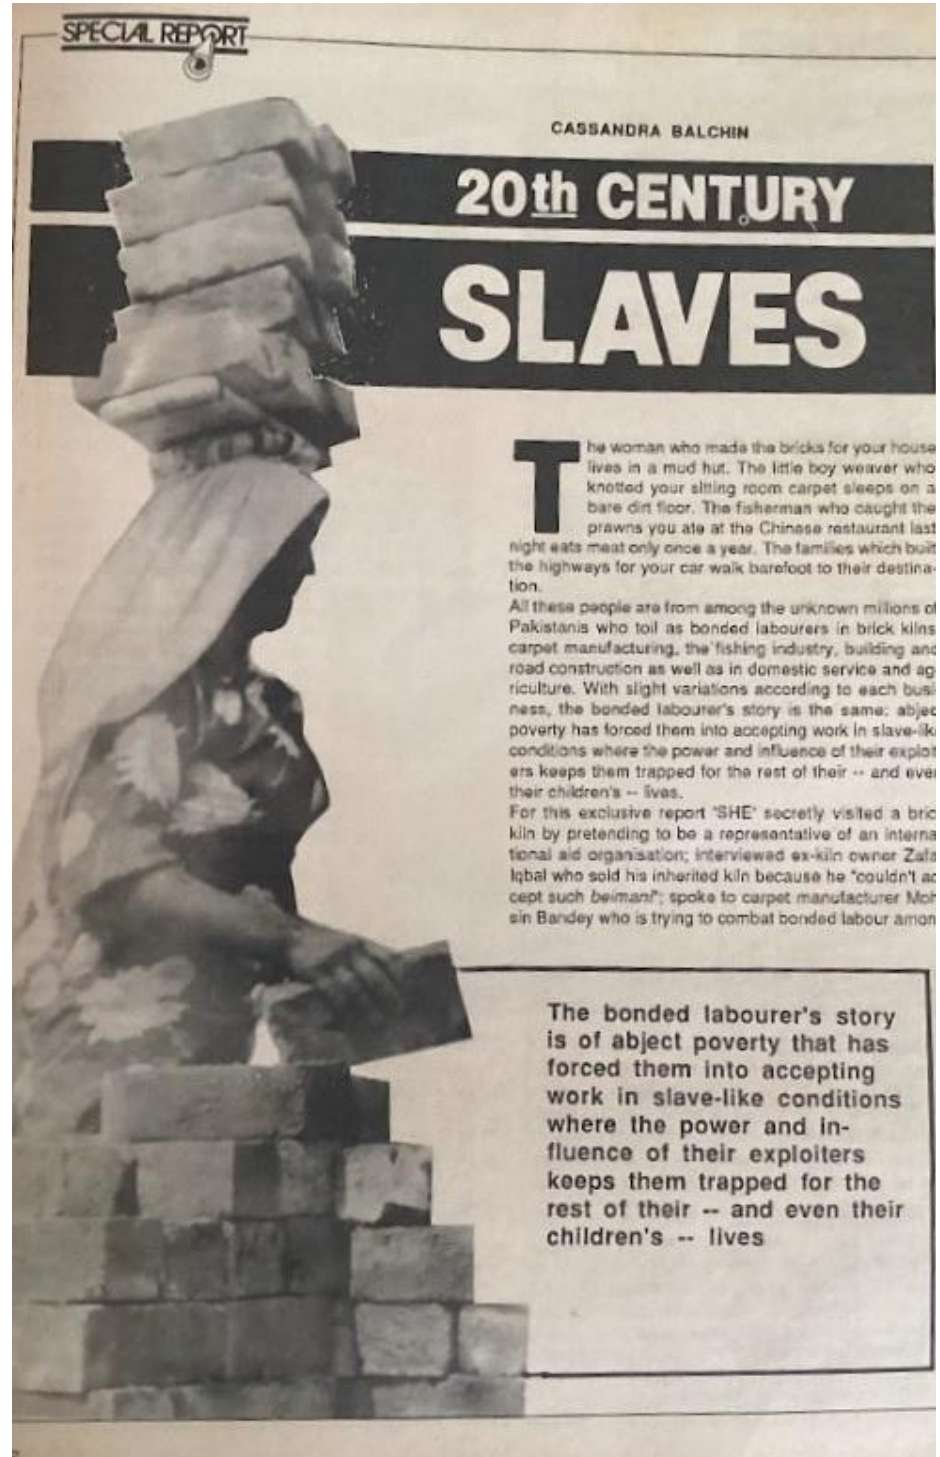 SPECIAL REPORT
CASSANDRA BALCHIN
20th CENTURY
SLAVES
The woman who made the bricks for your house
lives in a mud hut. The little boy weaver who
knotted your sitting room carpet sleeps on a
bare dirt floor. The fisherman who caught the
prawns you ate at the Chinese restaurant last
night eats meat only once a year. The families which built
the highways for your car walk barefoot to their destina-
tion.
All these people are from among the unknown millions of
Pakistanis who toil as bonded labourers in brick kilns
carpet manufacturing, the fishing industry, building and
road construction as well as in domestic service and ag-
riculture. With slight variations according to each busi
ness, the bonded labourer's story is the same: abjec
poverty has forced them into accepting work in slave-like
conditions where the power and influence of their exploit
ers keeps them trapped for the rest of their -- and even
their children's -- lives.
For this exclusive report 'SHE' secretly visited a bric
kiln by pretending to be a representative of an interna
tional aid organisation; interviewed ex-kiln owner Zafa
Iqbal who sold his inherited kiln because he "couldn't ac
cept such beimani"; spoke to carpet manufacturer Moh
sin Bandey who is trying to combat bonded labour amon
The bonded labourer's story
is of abject poverty that has
forced them into accepting
work in slave-like conditions
where the power and in-
fluence of their exploiters
keeps them trapped for the
rest of their -- and even their
children's -- lives